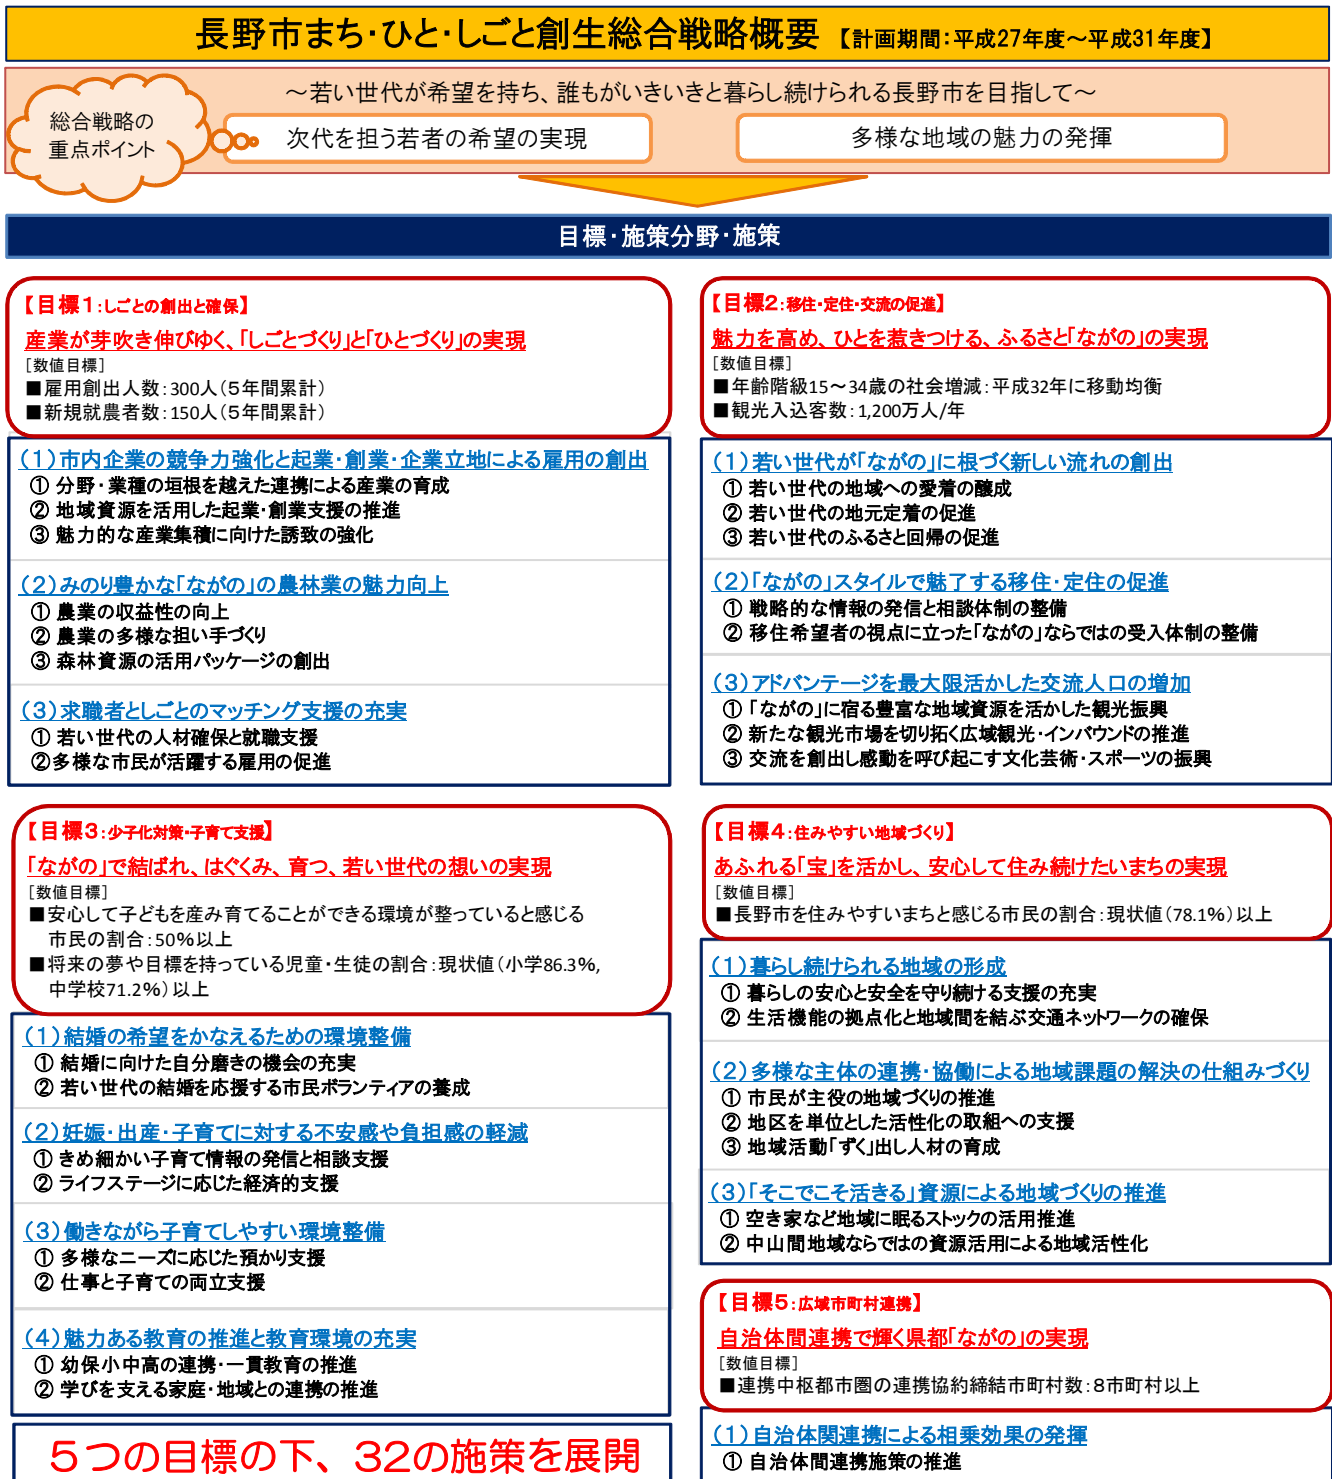 長野市まち・ひと・しごと創生総合戦略概要 【計画期間:平成27年度～平成31年度】
～若い世代が希望を持ち、誰もがいきいきと暮らし続けられる長野市を目指して～
総合戦略の
重点ポイント
次代を担う若者の希望の実現
多様な地域の魅力の発揮
目標・施策分野・施策
【目標1:しごとの創出と確保】
産業が芽吹き伸びゆく、「しごとづくり」と「ひとづくり」の実現
[数値目標]
■雇用創出人数:300人(5年間累計)
■新規就農者数:150人(5年間累計)
(1)市内企業の競争力強化と起業・創業・企業立地による雇用の創出
① 分野・業種の垣根を越えた連携による産業の育成
② 地域資源を活用した起業・創業支援の推進
③ 魅力的な産業集積に向けた誘致の強化
(2)みのり豊かな「ながの」の農林業の魅力向上
① 農業の収益性の向上
② 農業の多様な担い手づくり
③ 森林資源の活用パッケージの創出
(3)求職者としごとのマッチング支援の充実
① 若い世代の人材確保と就職支援
②多様な市民が活躍する雇用の促進
【目標2:移住・定住・交流の促進】
魅力を高め、ひとを惹きつける、ふるさと「ながの」の実現
[数値目標]
■年齢階級15～34歳の社会増減:平成32年に移動均衡
■観光入込客数:1,200万人/年
(1)若い世代が「ながの」に根づく新しい流れの創出
① 若い世代の地域への愛着の醸成
② 若い世代の地元定着の促進
③ 若い世代のふるさと回帰の促進
(2)「ながの」スタイルで魅了する移住・定住の促進
① 戦略的な情報の発信と相談体制の整備
② 移住希望者の視点に立った「ながの」ならではの受入体制の整備
(3)アドバンテージを最大限活かした交流人口の増加
① 「ながの」に宿る豊富な地域資源を活かした観光振興
② 新たな観光市場を切り拓く広域観光・インバウンドの推進
③ 交流を創出し感動を呼び起こす文化芸術・スポーツの振興
【目標3:少子化対策・子育て支援】
「ながの」で結ばれ、はぐくみ、育つ、若い世代の想いの実現
[数値目標]
■安心して子どもを産み育てることができる環境が整っていると感じる
市民の割合:50%以上
■将来の夢や目標を持っている児童・生徒の割合:現状値(小学86.3%,
中学校71.2%)以上
(1)結婚の希望をかなえるための環境整備
① 結婚に向けた自分磨きの機会の充実
② 若い世代の結婚を応援する市民ボランティアの養成
(2)妊娠・出産・子育てに対する不安感や負担感の軽減
① きめ細かい子育て情報の発信と相談支援
② ライフステージに応じた経済的支援
(3)働きながら子育てしやすい環境整備
① 多様なニーズに応じた預かり支援
② 仕事と子育ての両立支援
(4)魅力ある教育の推進と教育環境の充実
① 幼保小中高の連携・一貫教育の推進
② 学びを支える家庭・地域との連携の推進
5つの目標の下、32の施策を展開
【目標4:住みやすい地域づくり】
あふれる「宝」を活かし、安心して住み続けたいまちの実現
[数値目標]
■長野市を住みやすいまちと感じる市民の割合:現状値(78.1%)以上
(1)暮らし続けられる地域の形成
① 暮らしの安心と安全を守り続ける支援の充実
② 生活機能の拠点化と地域間を結ぶ交通ネットワークの確保
(2)多様な主体の連携・協働による地域課題の解決の仕組みづくり
① 市民が主役の地域づくりの推進
② 地区を単位とした活性化の取組への支援
③ 地域活動「ずく」出し人材の育成
(3)「そこでこそ活きる」資源による地域づくりの推進
① 空き家など地域に眠るストックの活用推進
② 中山間地域ならではの資源活用による地域活性化
【目標5:広域市町村連携】
自治体間連携で輝く県都「ながの」の実現
[数値目標]
■連携中枢都市圏の連携協約締結市町村数:8市町村以上
(1)自治体関連携による相乗効果の発揮
① 自治体間連携施策の推進